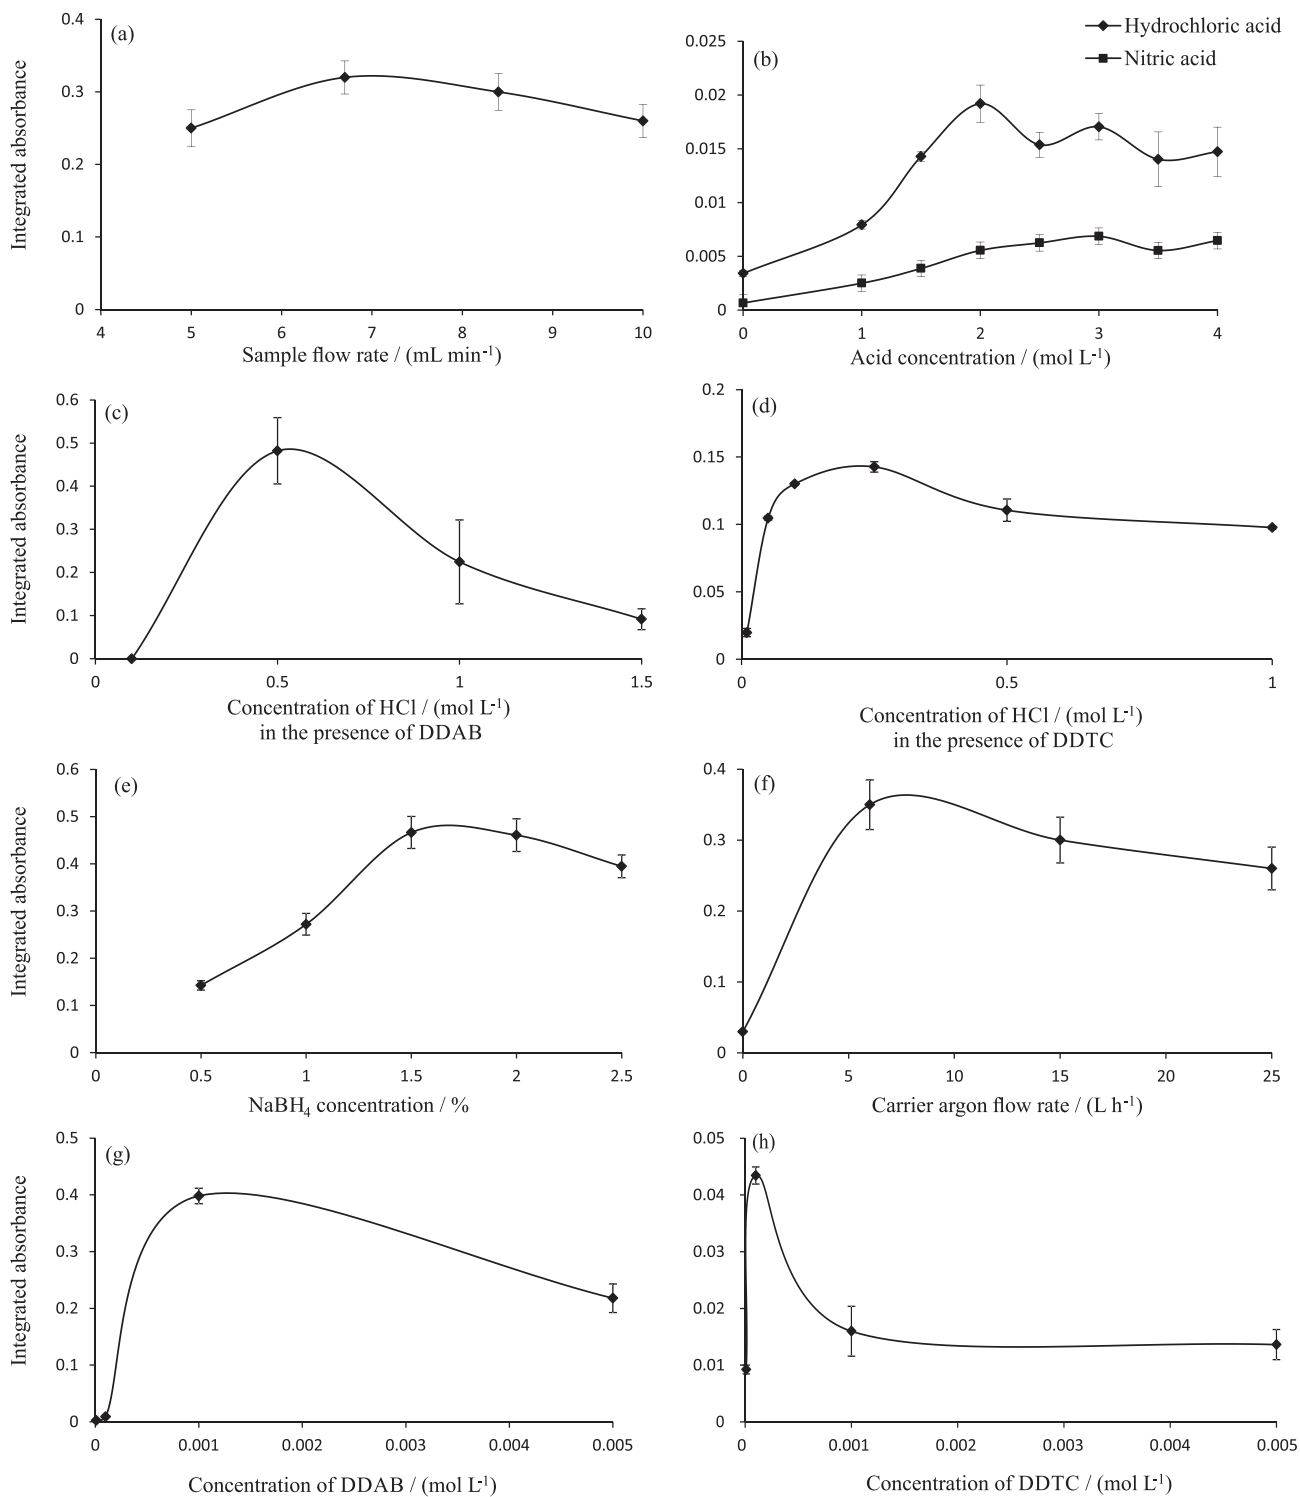 Hydrochloric acid
Nitric acid
(a)
Integrated absorbance
0.4
0.3
0.2
0.1
0
4 5 6 7 8 9 10
Sample flow rate / (mL min⁻¹)
(b)
0.025
0.02
0.015
0.01
0.005
0
0 1 2 3 4
Acid concentration / (mol L⁻¹)
(c)
Integrated absorbance
0.6
0.5
0.4
0.3
0.2
0.1
0
0 0.5 1 1.5
Concentration of HCl / (mol L⁻¹)
in the presence of DDAB
(d)
0.2
0.15
0.1
0.05
0
0 0.5 1
Concentration of HCl / (mol L⁻¹)
in the presence of DDTC
(e)
Integrated absorbance
0.6
0.5
0.4
0.3
0.2
0.1
0
0 0.5 1 1.5 2 2.5
NaBH₄ concentration / %
(f)
0.4
0.3
0.2
0.1
0
0 5 10 15 20 25
Carrier argon flow rate / (L h⁻¹)
(g)
Integrated absorbance
0.5
0.4
0.3
0.2
0.1
0
0 0.001 0.002 0.003 0.004 0.005
Concentration of DDAB / (mol L⁻¹)
(h)
0.05
0.04
0.03
0.02
0.01
0
0 0.001 0.002 0.003 0.004 0.005
Concentration of DDTC / (mol L⁻¹)